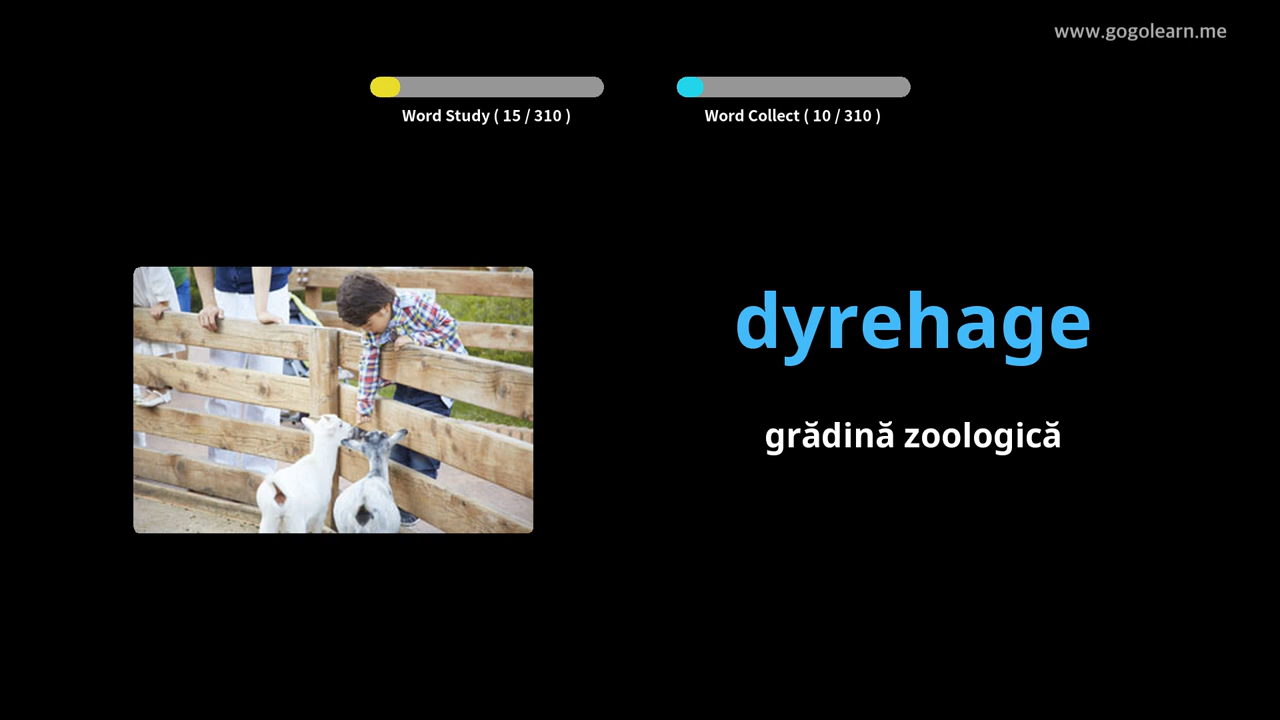 www.gogolearn.me
Word Study ( 15 / 310 )
Word Collect ( 10 / 310 )
dyrehage
grădină zoologică